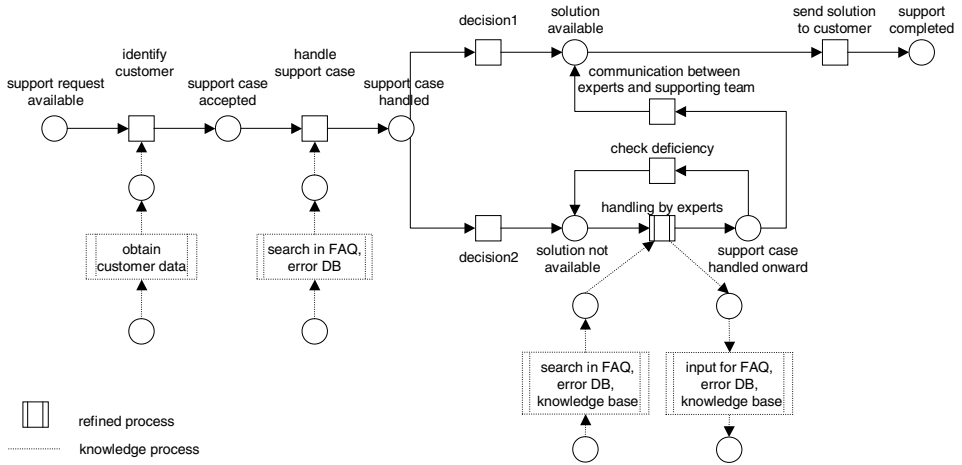 support request
available
identify
customer
support case
accepted
handle
support case
support case
handled
decision1
solution
available
send solution
to customer
support
completed
communication between
experts and supporting team
check deficiency
handling by experts
decision2
solution not
available
support case
handled onward
obtain
customer data
search in FAQ,
error DB
search in FAQ,
error DB,
knowledge base
input for FAQ,
error DB,
knowledge base
refined process
knowledge process